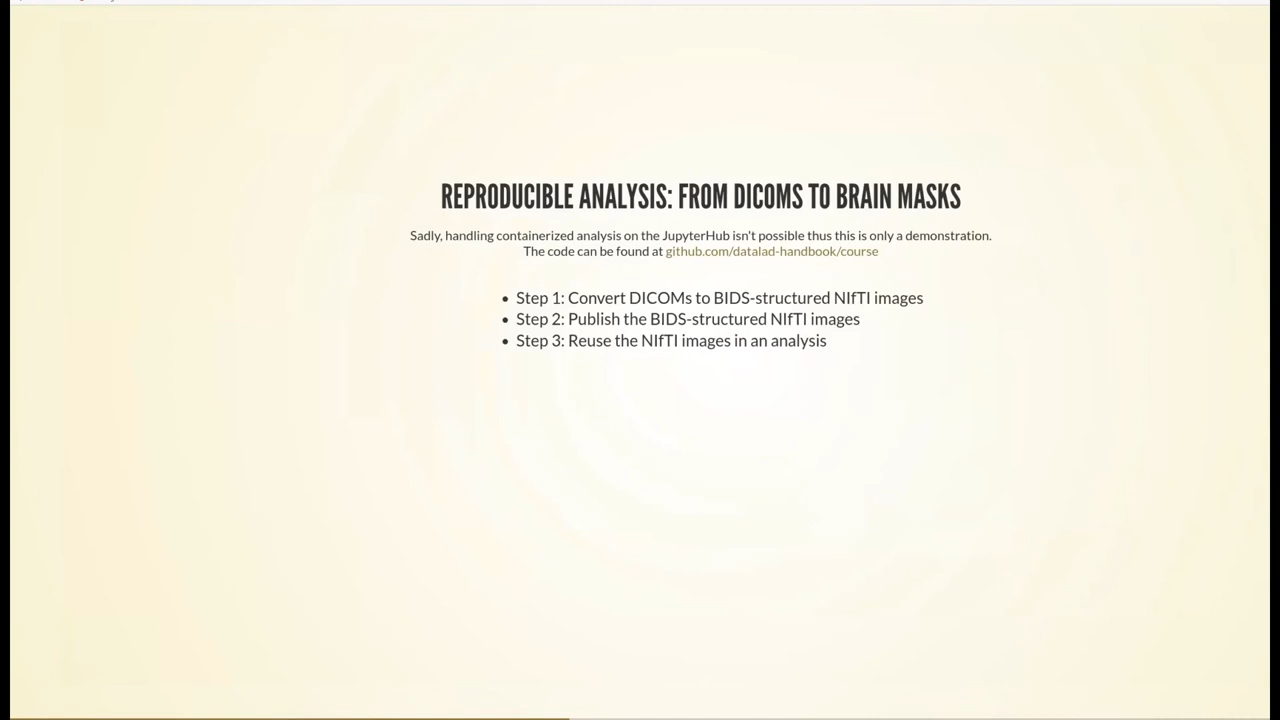 REPRODUCIBLE ANALYSIS: FROM DICOMS TO BRAIN MASKS
Sadly, handling containerized analysis on the JupyterHub isn't possible thus this is only a demonstration.
The code can be found at github.com/datalad-handbook/course
• Step 1: Convert DICOMs to BIDS-structured NIfTI images
• Step 2: Publish the BIDS-structured NIfTI images
• Step 3: Reuse the NIfTI images in an analysis